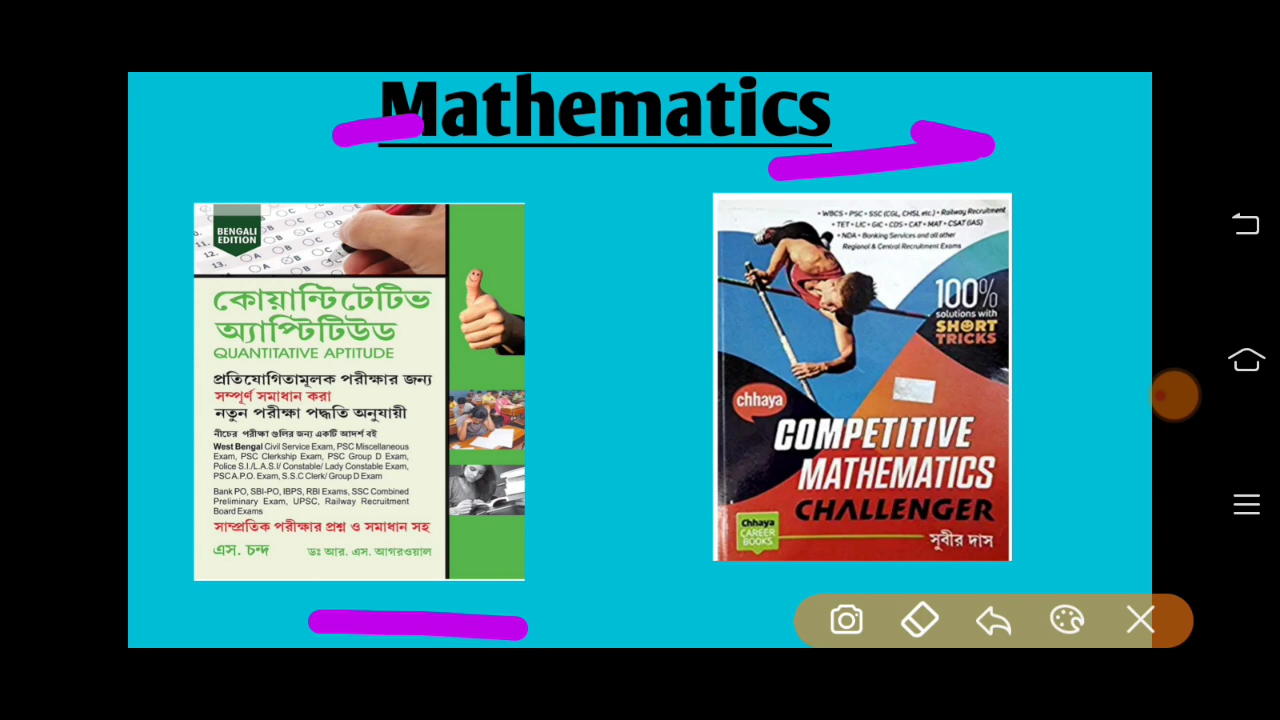 Mathematics
BENGALI
EDITION
কোয়ান্টিটেটিভ
অ্যাপ্টিটিউড
QUANTITATIVE APTITUDE
প্রতিযোগিতামূলক পরীক্ষার জন্য
সম্পূর্ণ সমাধান করা
নতুন পরীক্ষা পদ্ধতি অনুযায়ী
নীচের পরীক্ষা গুলির জন্য একটি আদর্শ বই
West Bengal Civil Service Exam, PSC Miscellaneous
Exam, PSC Clerkship Exam, PSC Group D Exam,
Police S.I./L.A.S.I/ Constable/ Lady Constable Exam,
PSC A.P.O. Exam, S.S.C Clerk/ Group D Exam
Bank PO, SBI-PO, IBPS, RBI Exams, SSC Combined
Preliminary Exam, UPSC, Railway Recruitment
Board Exams
সাম্প্রতিক পরীক্ষার প্রশ্ন ও সমাধান সহ
এস. চন্দ ডঃ আর. এস. আগরওয়াল
• WBCS • PSC • SSC (CGL, CHSL etc.) • Railway Recruitment
• TET • LIC • GIC • CDS • CAT • MAT • CSAT (IAS)
• NDA • Banking Services and all other
Regional & Central Recruitment Exams
100%
solutions with
SHORT
TRICKS
chhaya
COMPETITIVE
MATHEMATICS
CHALLENGER
Chhaya
CAREER
BOOKS
সুবীর দাস